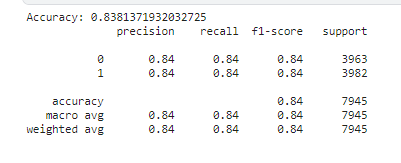 Accuracy: 0.8381371932032725
precision recall f1-score support
0 0.84 0.84 0.84 3963
1 0.84 0.84 0.84 3982
accuracy 0.84 7945
macro avg 0.84 0.84 0.84 7945
weighted avg 0.84 0.84 0.84 7945